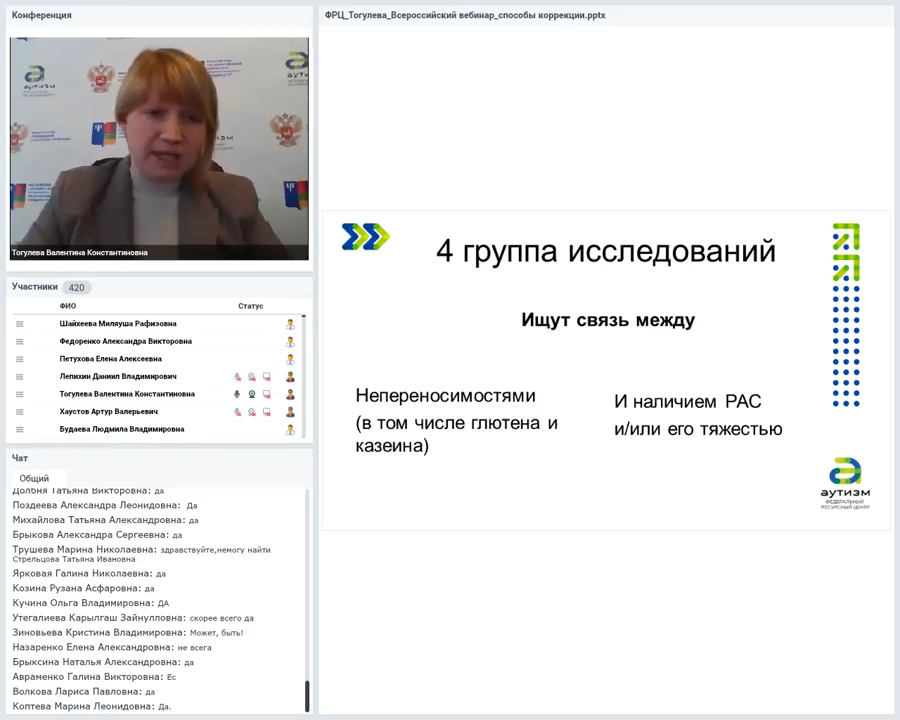 Конференция
аутизм
аутизм
Тогулева Валентина Константиновна
Участники 420
ФИО Статус
Шайхеева Миляуша Рафизовна
Федоренко Александра Викторовна
Петухова Елена Алексеевна
Лепихин Даниил Владимирович
Тогулева Валентина Константиновна
Хаустов Артур Валерьевич
Будаева Людмила Владимировна
Чат
Общий
Долбня Татьяна Викторовна: да
Поздеева Александра Леонидовна: Да
Михайлова Татьяна Александровна: да
Брыкова Александра Сергеевна: да
Трушева Марина Николаевна: здравствуйте,немогу найти
Стрельцова Татьяна Ивановна
Ярковая Галина Николаевна: да
Козина Рузана Асфаровна: да
Кучина Ольга Владимировна: ДА
Утегалиева Карылгаш Зайнулловна: скорее всего да
Зиновьева Кристина Владимировна: Может, быть!
Назаренко Елена Александровна: не всега
Брыксина Наталья Александровна: да
Авраменко Галина Викторовна: Ес
Волкова Лариса Павловна: да
Коптева Марина Леонидовна: Да.
ФРЦ_Тогулева_Всероссийский вебинар_способы коррекции.pptx
4 группа исследований
Ищут связь между
Непереносимостями
(в том числе глютена и
казеина)
И наличием РАС
и/или его тяжестью
аутизм
ФЕДЕРАЛЬНЫЙ
РЕСУРСНЫЙ ЦЕНТР